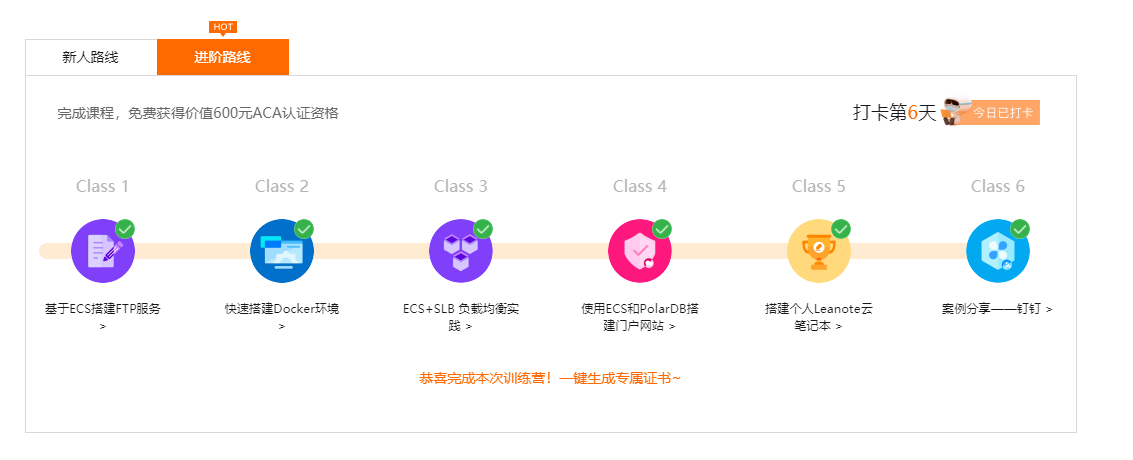 HOT
新人路线
进阶路线
完成课程，免费获得价值600元ACA认证资格
打卡第6天
今日已打卡
Class 1
Class 2
Class 3
Class 4
Class 5
Class 6
基于ECS搭建FTP服务
>
快速搭建Docker环境
>
ECS+SLB 负载均衡实
践 >
使用ECS和PolarDB搭
建门户网站 >
搭建个人Leanote云
笔记本 >
案例分享——钉钉 >
恭喜完成本次训练营！一键生成专属证书~